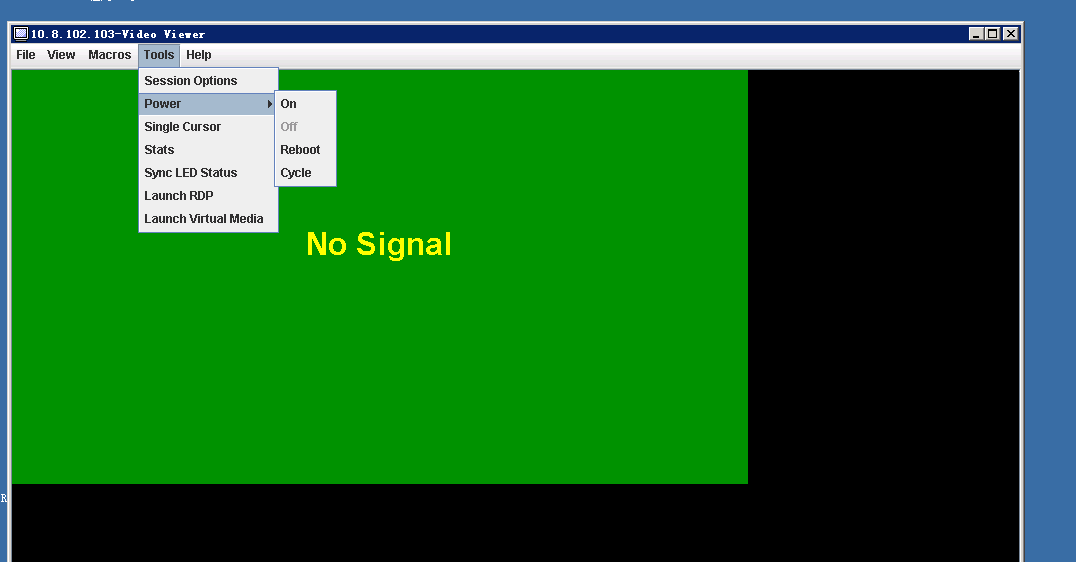 10.8.102.103-Video Viewer
File View Macros Tools Help
Session Options
Power
On
Single Cursor
Off
Stats
Reboot
Sync LED Status
Cycle
Launch RDP
Launch Virtual Media
No Signal
R